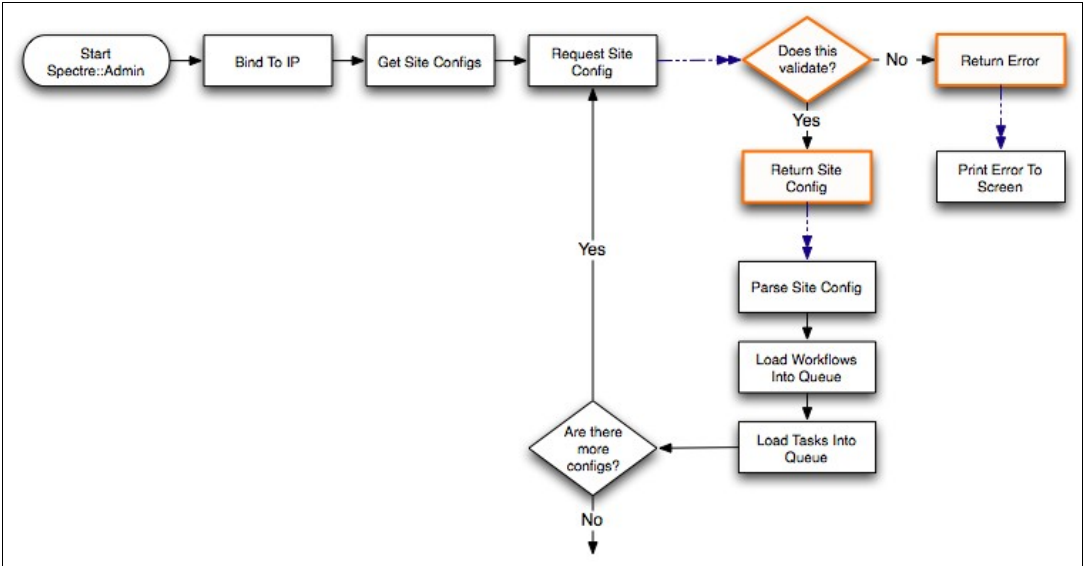 Start
Spectre::Admin
Bind To IP
Get Site Configs
Request Site
Config
Does this
validate?
No
Return Error
Yes
Return Site
Config
Print Error To
Screen
Yes
Parse Site Config
Load Workflows
Into Queue
Are there
more
configs?
Load Tasks Into
Queue
No